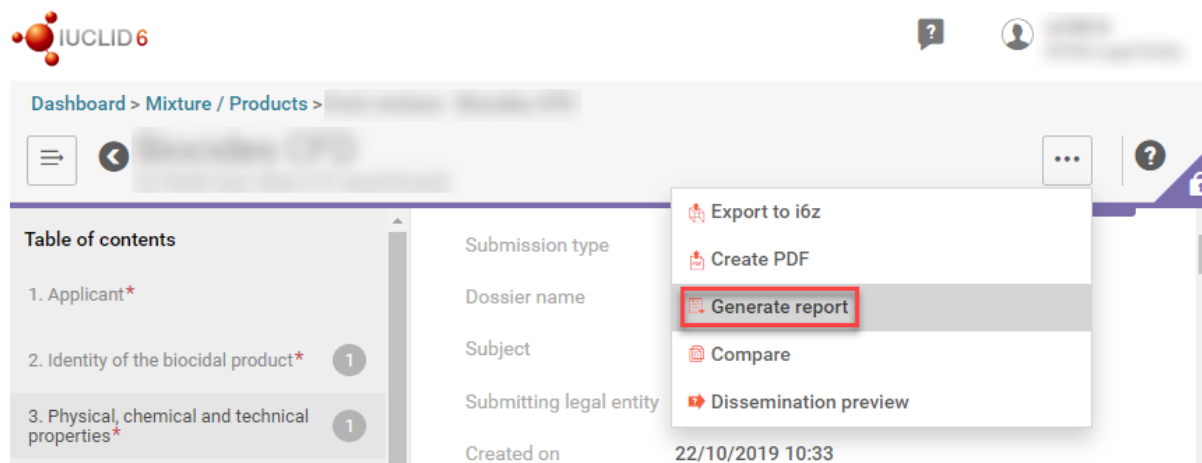 IUCLID 6
?
Dashboard > Mixture / Products >
...
?
Table of contents
1. Applicant*
2. Identity of the biocidal product* 1
3. Physical, chemical and technical
properties* 1
Submission type
Dossier name
Subject
Submitting legal entity
Created on 22/10/2019 10:33
Export to i6z
Create PDF
Generate report
Compare
Dissemination preview